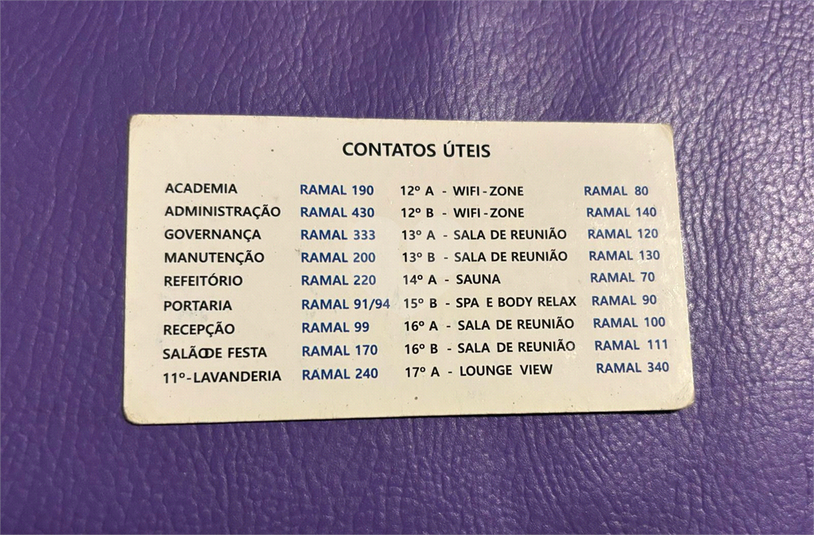 CONTATOS ÚTEIS
ACADEMIA RAMAL 190 12º A - WIFI-ZONE RAMAL 80
ADMINISTRAÇÃO RAMAL 430 12º B - WIFI-ZONE RAMAL 140
GOVERNANÇA RAMAL 333 13º A - SALA DE REUNIÃO RAMAL 120
MANUTENÇÃO RAMAL 200 13º B - SALA DE REUNIÃO RAMAL 130
REFEITÓRIO RAMAL 220 14º A - SAUNA RAMAL 70
PORTARIA RAMAL 91/94 15º B - SPA E BODY RELAX RAMAL 90
RECEPÇÃO RAMAL 99 16º A - SALA DE REUNIÃO RAMAL 100
SALÃO DE FESTA RAMAL 170 16º B - SALA DE REUNIÃO RAMAL 111
11º-LAVANDERIA RAMAL 240 17º A - LOUNGE VIEW RAMAL 340